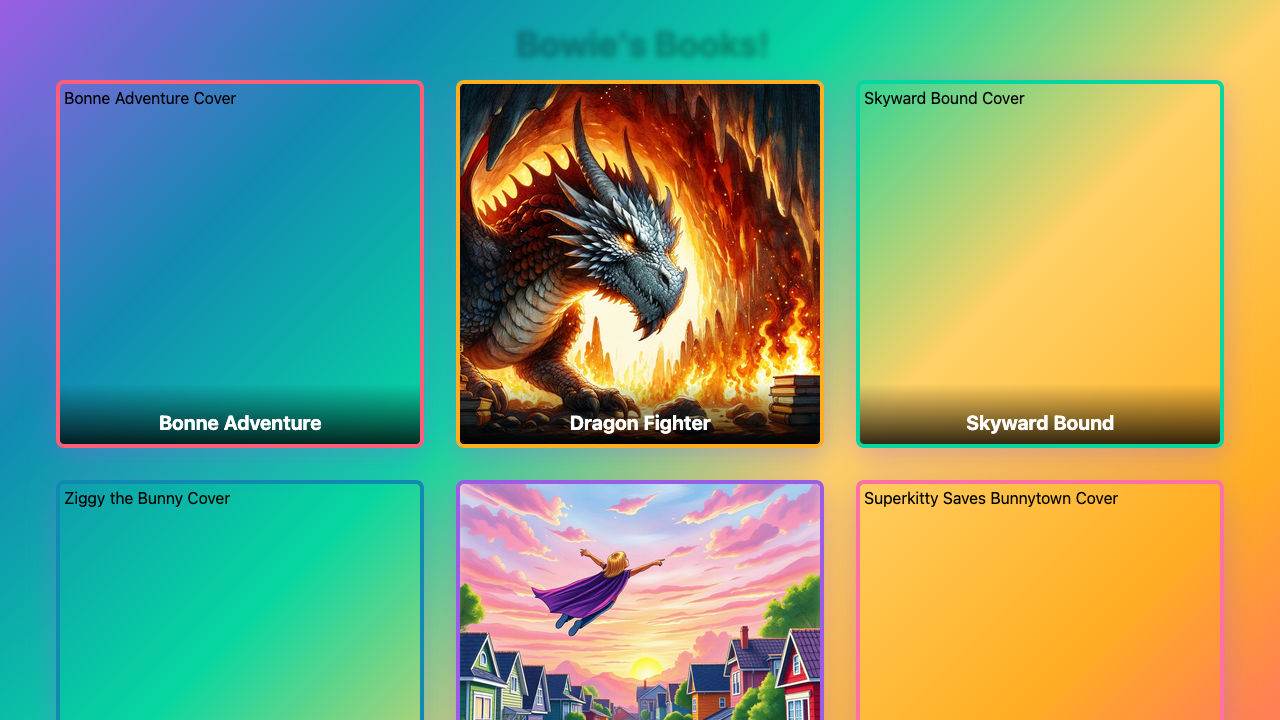 Bowie's Books!
Bonne Adventure Cover
Skyward Bound Cover
Bonne Adventure
Dragon Fighter
Skyward Bound
Ziggy the Bunny Cover
Superkitty Saves Bunnytown Cover